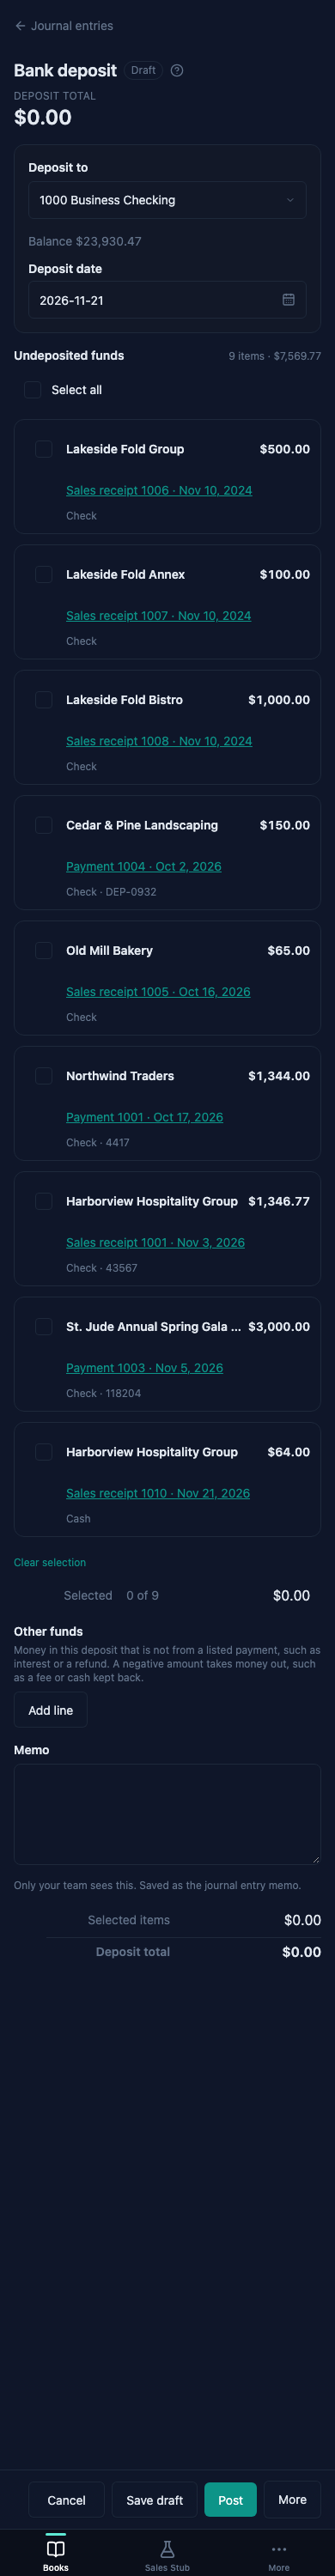 Journal entries
Bank deposit Draft
DEPOSIT TOTAL
$0.00
Deposit to
1000 Business Checking
Balance $23,930.47
Deposit date
2026-11-21
Undeposited funds 9 items · $7,569.77
Select all
Lakeside Fold Group $500.00
Sales receipt 1006 · Nov 10, 2024
Check
Lakeside Fold Annex $100.00
Sales receipt 1007 · Nov 10, 2024
Check
Lakeside Fold Bistro $1,000.00
Sales receipt 1008 · Nov 10, 2024
Check
Cedar & Pine Landscaping $150.00
Payment 1004 · Oct 2, 2026
Check · DEP-0932
Old Mill Bakery $65.00
Sales receipt 1005 · Oct 16, 2026
Check
Northwind Traders $1,344.00
Payment 1001 · Oct 17, 2026
Check · 4417
Harborview Hospitality Group $1,346.77
Sales receipt 1001 · Nov 3, 2026
Check · 43567
St. Jude Annual Spring Gala ... $3,000.00
Payment 1003 · Nov 5, 2026
Check · 118204
Harborview Hospitality Group $64.00
Sales receipt 1010 · Nov 21, 2026
Cash
Clear selection
Selected 0 of 9 $0.00
Other funds
Money in this deposit that is not from a listed payment, such as
interest or a refund. A negative amount takes money out, such
as a fee or cash kept back.
Add line
Memo
Only your team sees this. Saved as the journal entry memo.
Selected items $0.00
Deposit total $0.00
Cancel Save draft Post More
Books Sales Stub More